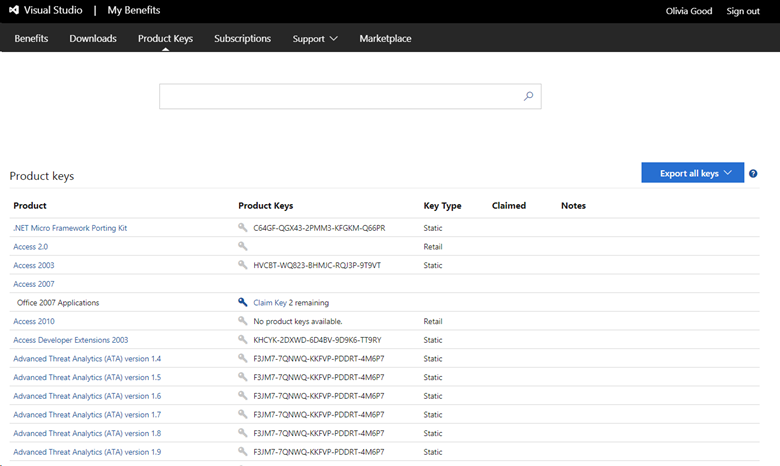 Visual Studio | My Benefits Olivia Good Sign out
Benefits Downloads Product Keys Subscriptions Support Marketplace
Product keys Export all keys ?
Product Product Keys Key Type Claimed Notes
.NET Micro Framework Porting Kit C64GF-QGX43-2PMM3-KFGKM-Q66PR Static
Access 2.0 Retail
Access 2003 HVCBT-WQ823-BHMJC-RQJ3P-9T9VT Static
Access 2007
Office 2007 Applications Claim Key 2 remaining
Access 2010 No product keys available. Retail
Access Developer Extensions 2003 KHCYK-2DXWD-6D4BV-9D9K6-TT9RY Static
Advanced Threat Analytics (ATA) version 1.4 F3JM7-7QNWQ-KKFVP-PDDRT-4M6P7 Static
Advanced Threat Analytics (ATA) version 1.5 F3JM7-7QNWQ-KKFVP-PDDRT-4M6P7 Static
Advanced Threat Analytics (ATA) version 1.6 F3JM7-7QNWQ-KKFVP-PDDRT-4M6P7 Static
Advanced Threat Analytics (ATA) version 1.7 F3JM7-7QNWQ-KKFVP-PDDRT-4M6P7 Static
Advanced Threat Analytics (ATA) version 1.8 F3JM7-7QNWQ-KKFVP-PDDRT-4M6P7 Static
Advanced Threat Analytics (ATA) version 1.9 F3JM7-7QNWQ-KKFVP-PDDRT-4M6P7 Static